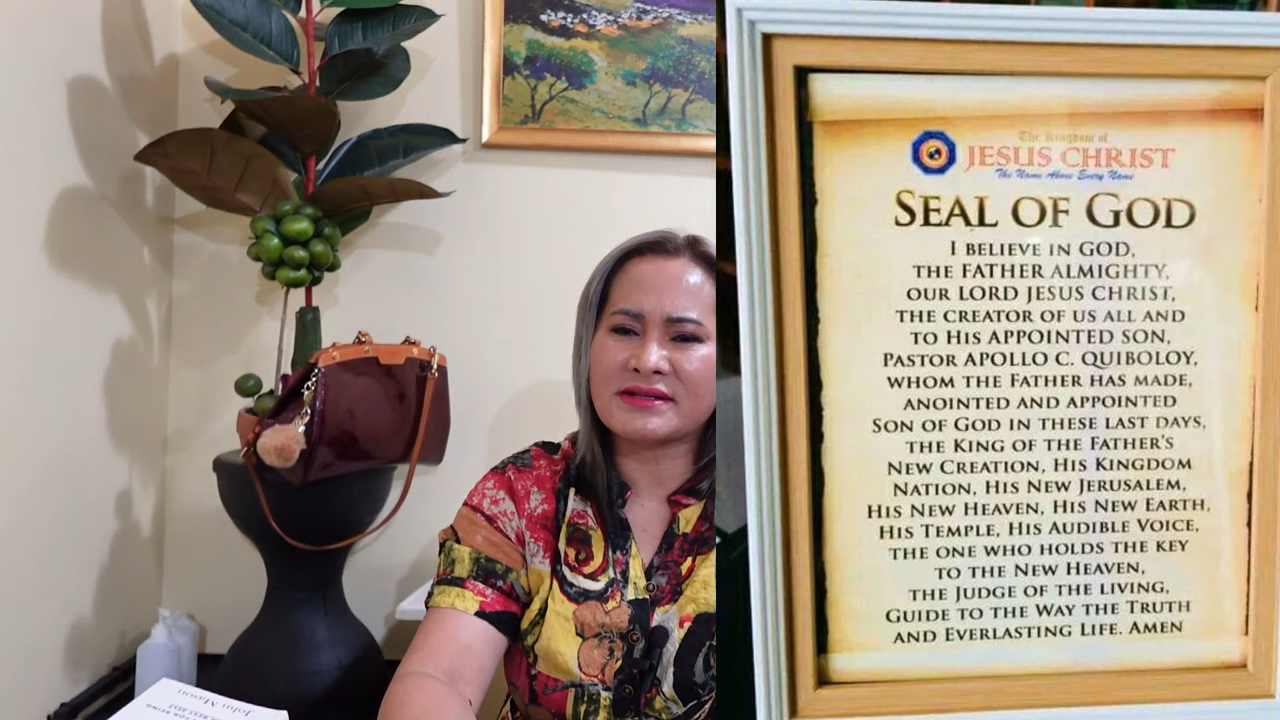 John Mason
The Kingdom of
JESUS CHRIST
The Name Above Every Name
SEAL OF GOD
I BELIEVE IN GOD,
THE FATHER ALMIGHTY,
OUR LORD JESUS CHRIST,
THE CREATOR OF US ALL AND
TO HIS APPOINTED SON,
PASTOR APOLLO C. QUIBOLOY,
WHOM THE FATHER HAS MADE,
ANOINTED AND APPOINTED
SON OF GOD IN THESE LAST DAYS,
THE KING OF THE FATHER'S
NEW CREATION, HIS KINGDOM
NATION, HIS NEW JERUSALEM,
HIS NEW HEAVEN, HIS NEW EARTH,
HIS TEMPLE, HIS AUDIBLE VOICE,
THE ONE WHO HOLDS THE KEY
TO THE NEW HEAVEN,
THE JUDGE OF THE LIVING,
GUIDE TO THE WAY THE TRUTH
AND EVERLASTING LIFE. AMEN